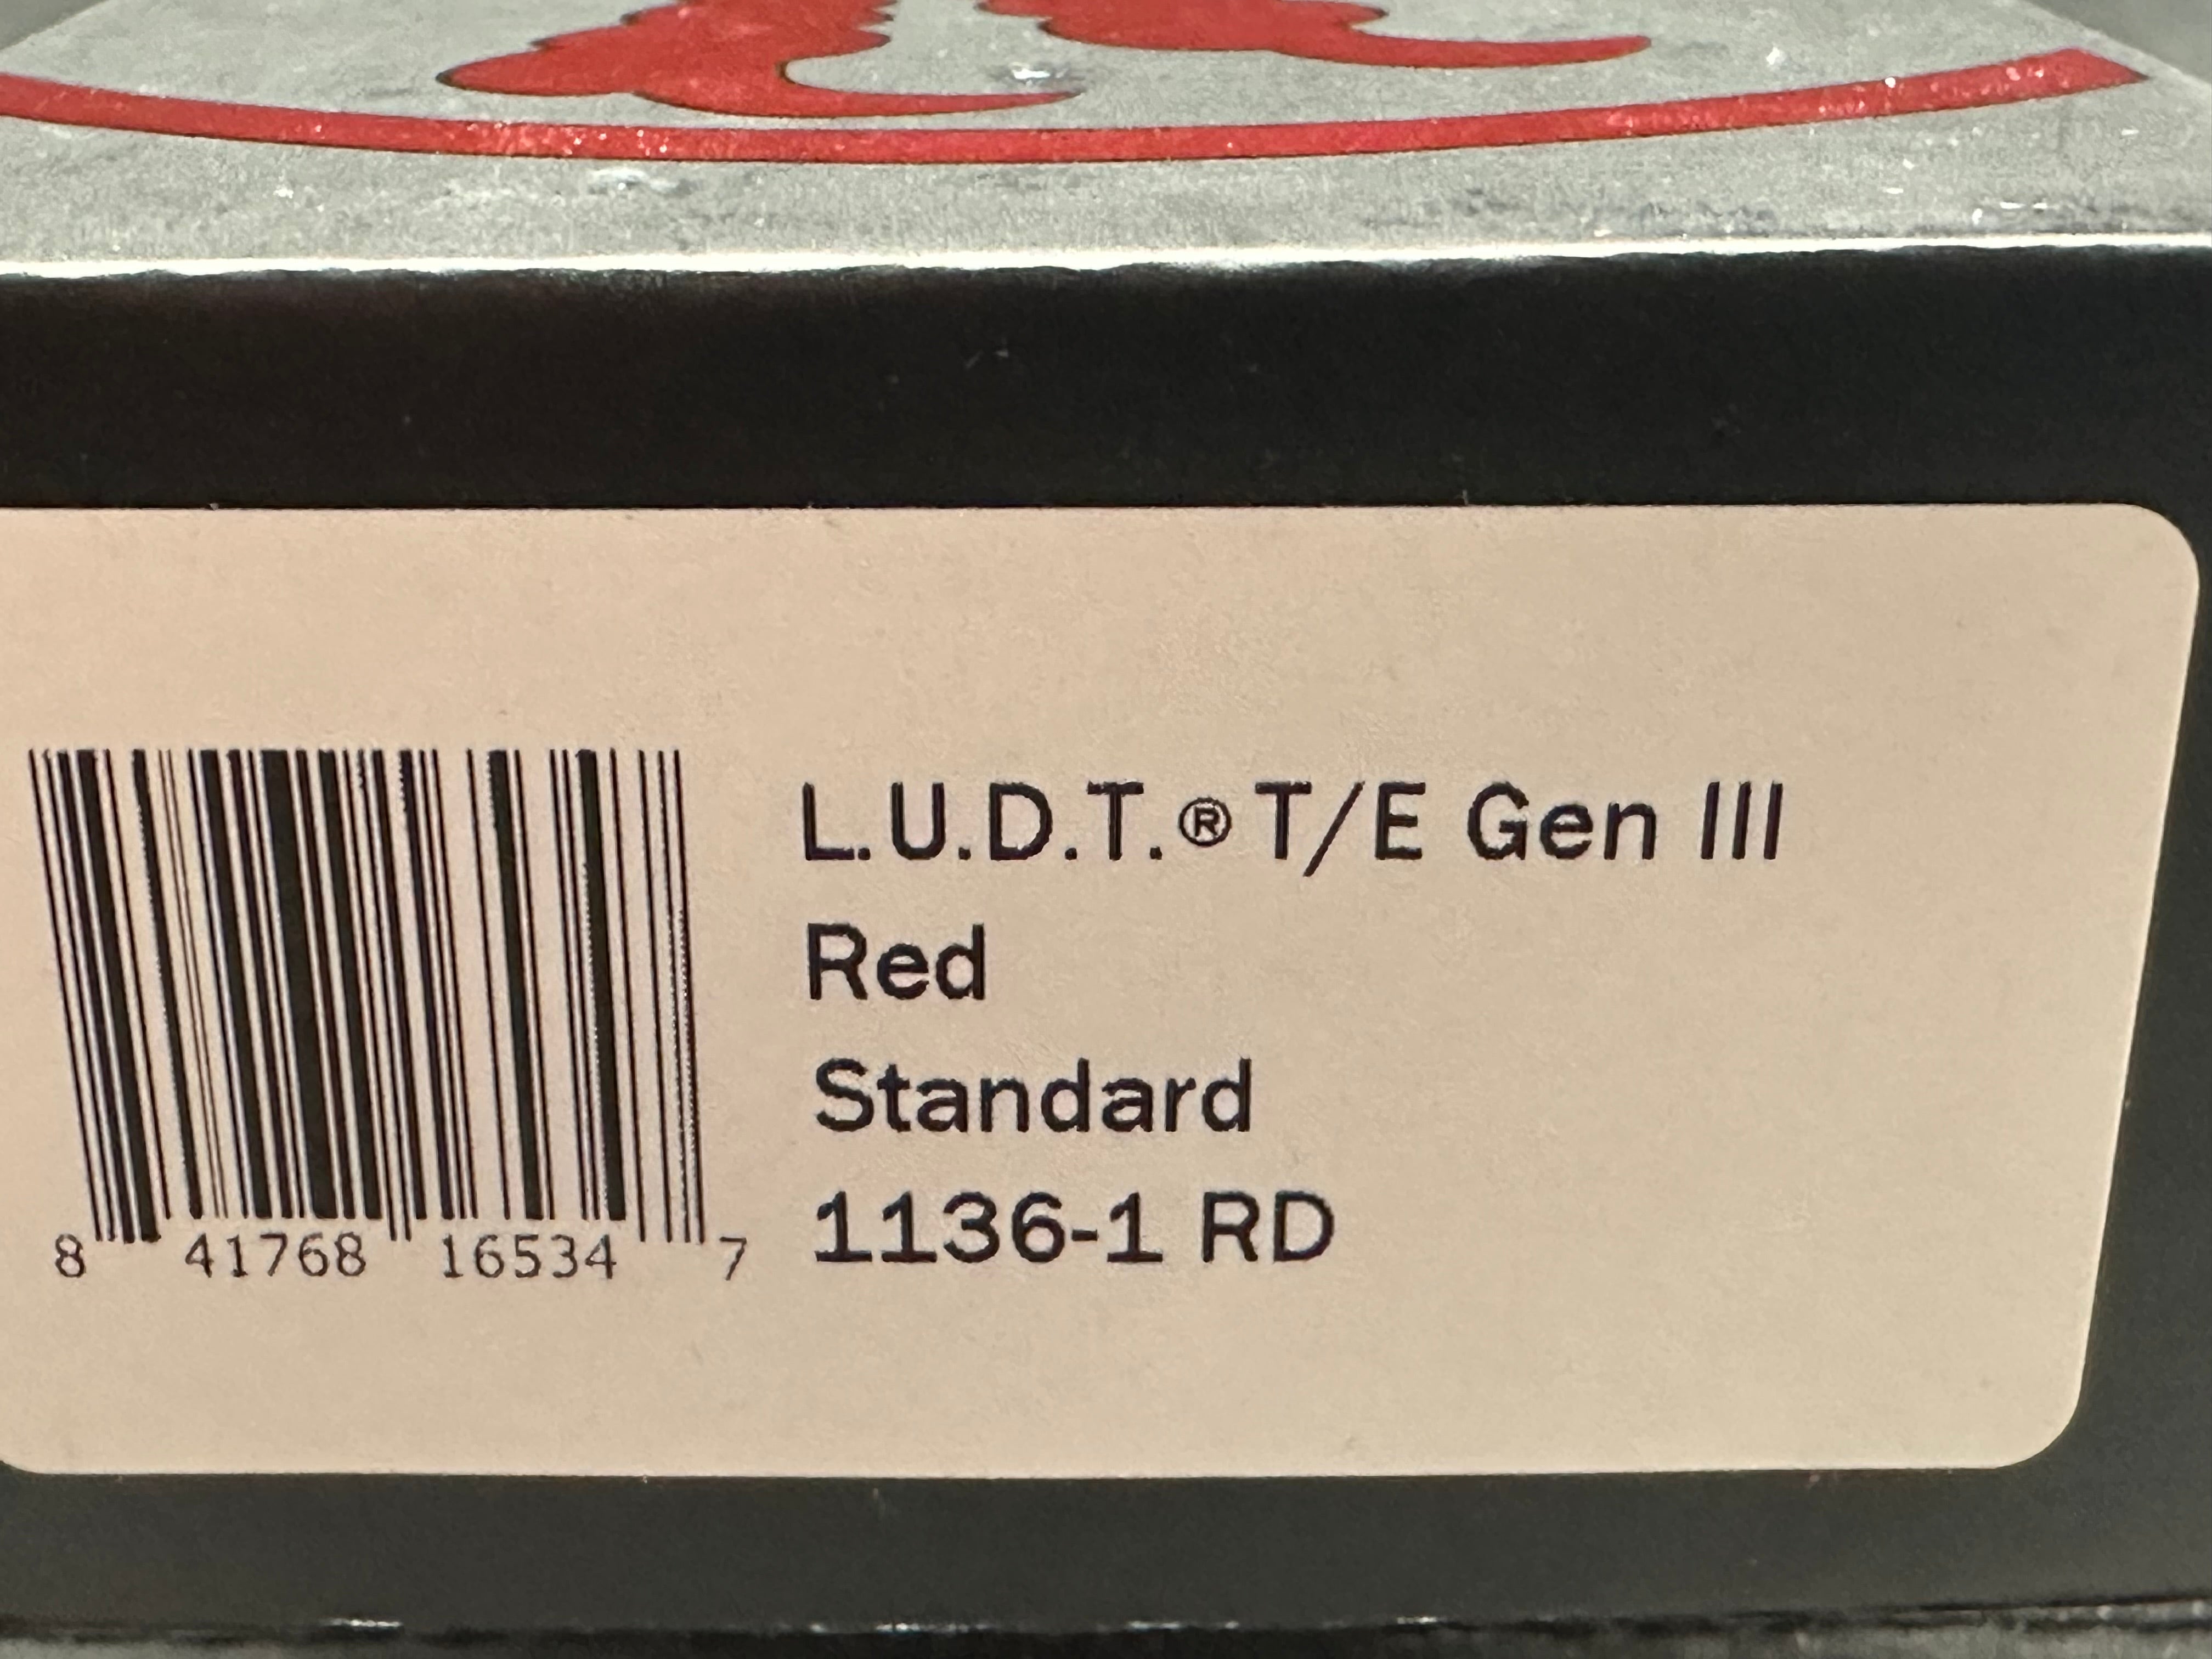 L.U.D.T.® T/E Gen III
Red
Standard
1136-1 RD
8 41768 16534 7